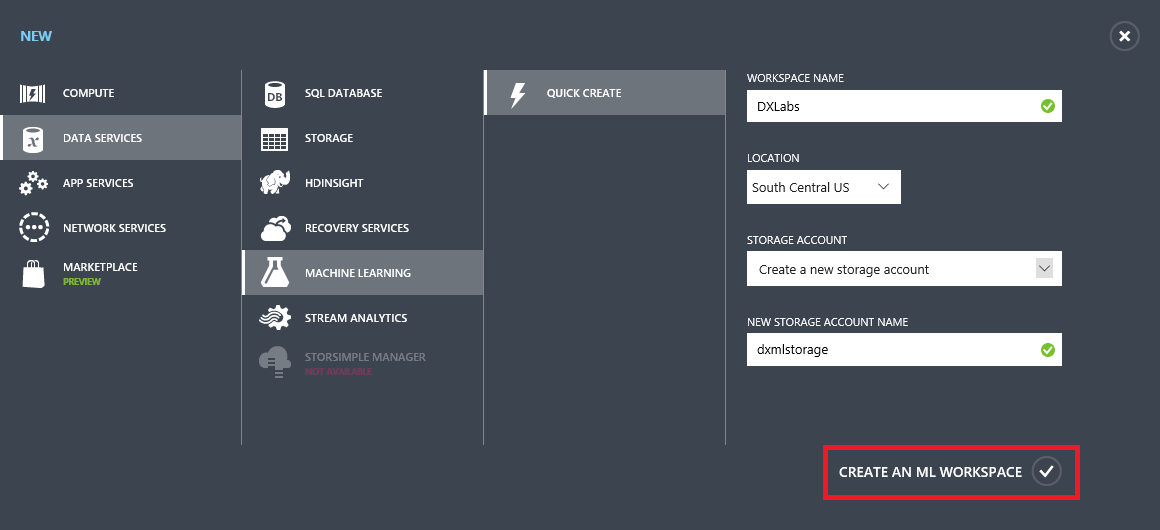 NEW
COMPUTE
DATA SERVICES
APP SERVICES
NETWORK SERVICES
MARKETPLACE
PREVIEW
DB
SQL DATABASE
STORAGE
HDINSIGHT
RECOVERY SERVICES
MACHINE LEARNING
STREAM ANALYTICS
STORSIMPLE MANAGER
NOT AVAILABLE
QUICK CREATE
WORKSPACE NAME
DXLabs
LOCATION
South Central US
STORAGE ACCOUNT
Create a new storage account
NEW STORAGE ACCOUNT NAME
dxmlstorage
CREATE AN ML WORKSPACE